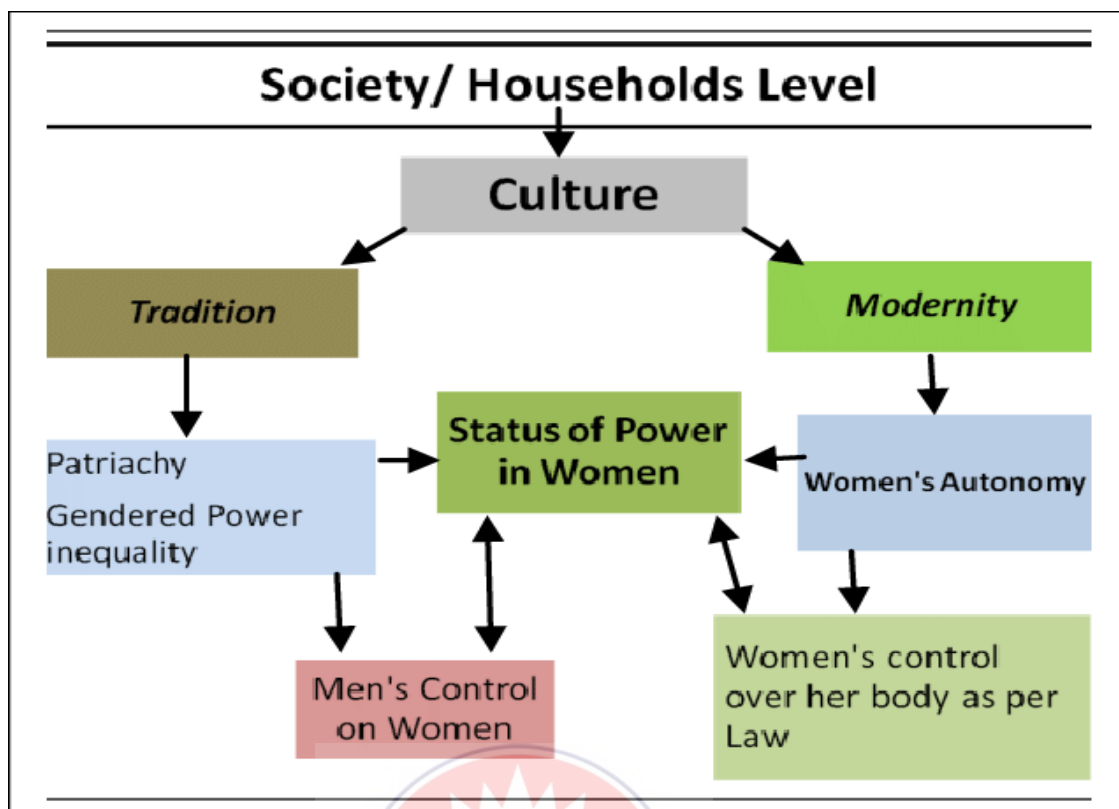 Society/ Households Level
Culture
Tradition
Modernity
Status of Power
in Women
Patriachy
Gendered Power
inequality
Women's Autonomy
Men's Control
on Women
Women's control
over her body as per
Law